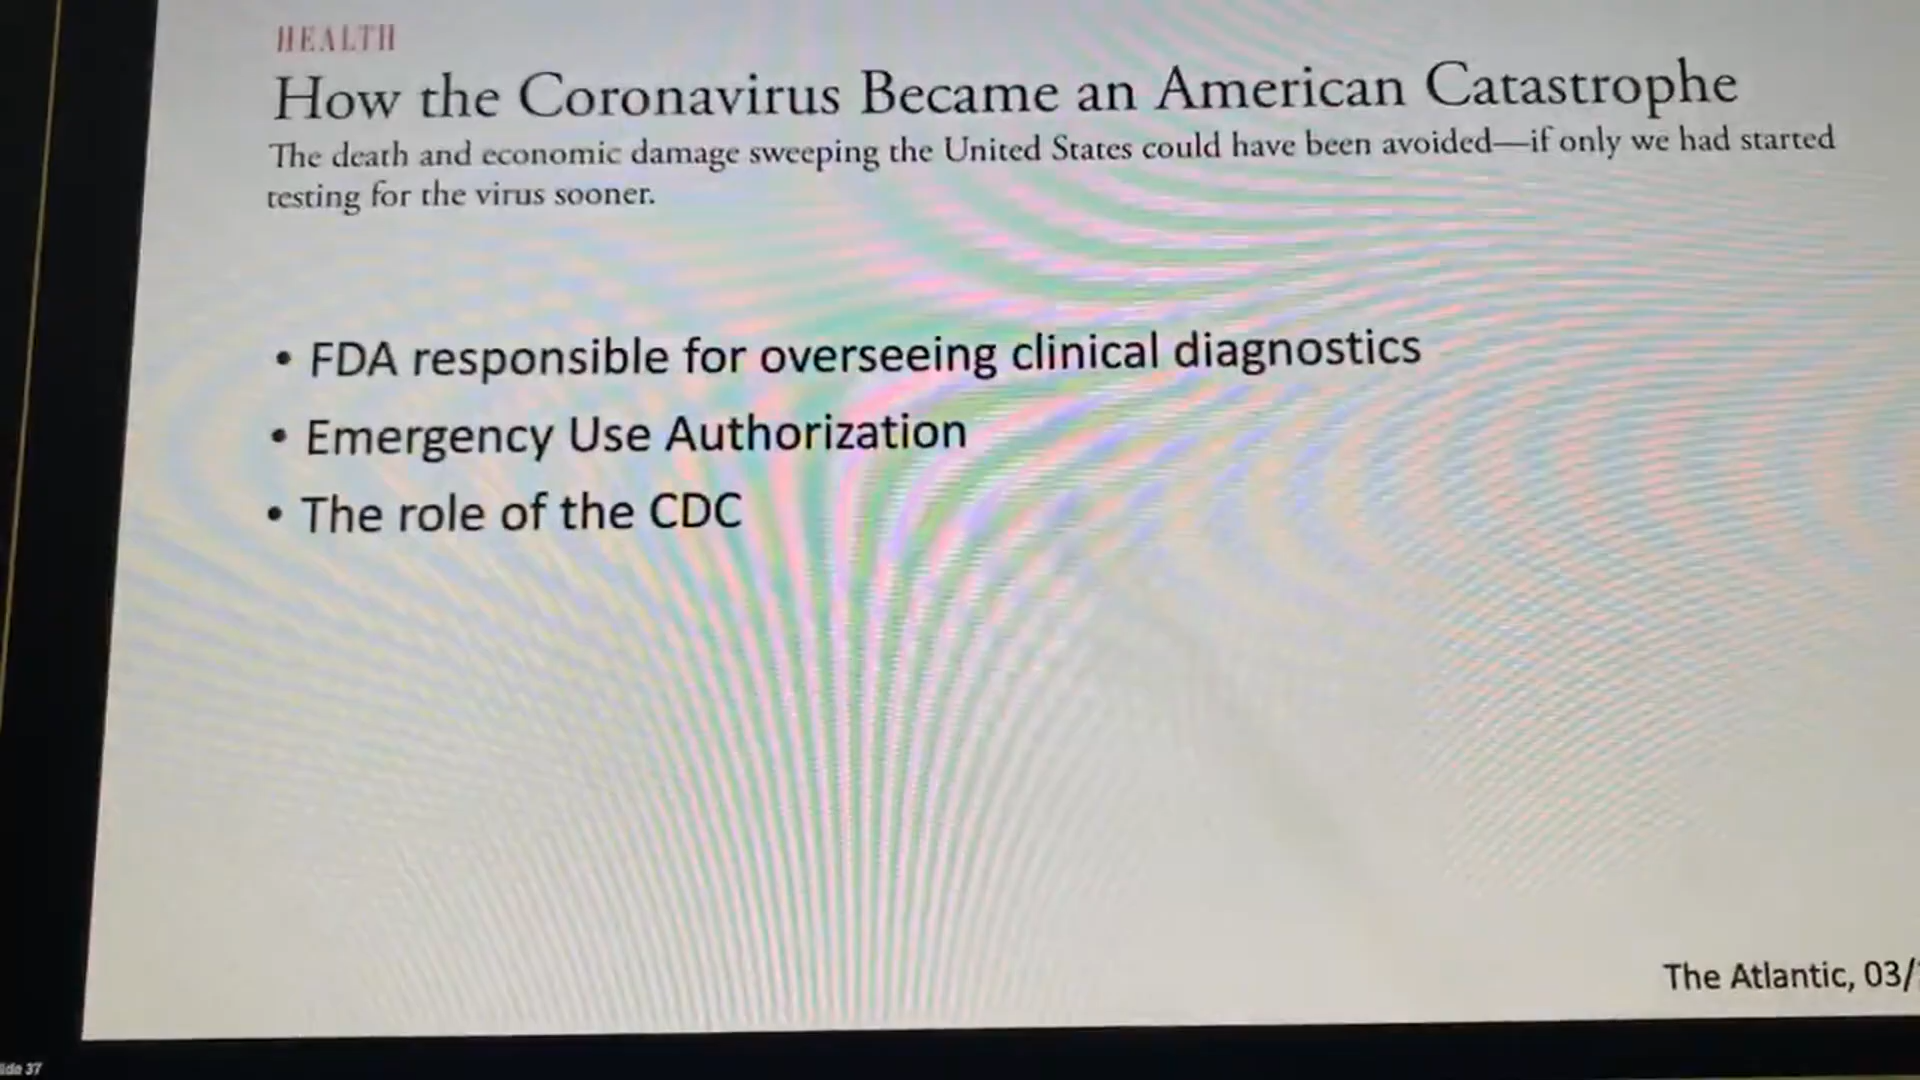 HEALTH
How the Coronavirus Became an American Catastrophe
The death and economic damage sweeping the United States could have been avoided—if only we had started
testing for the virus sooner.
• FDA responsible for overseeing clinical diagnostics
• Emergency Use Authorization
• The role of the CDC
The Atlantic, 03/
37